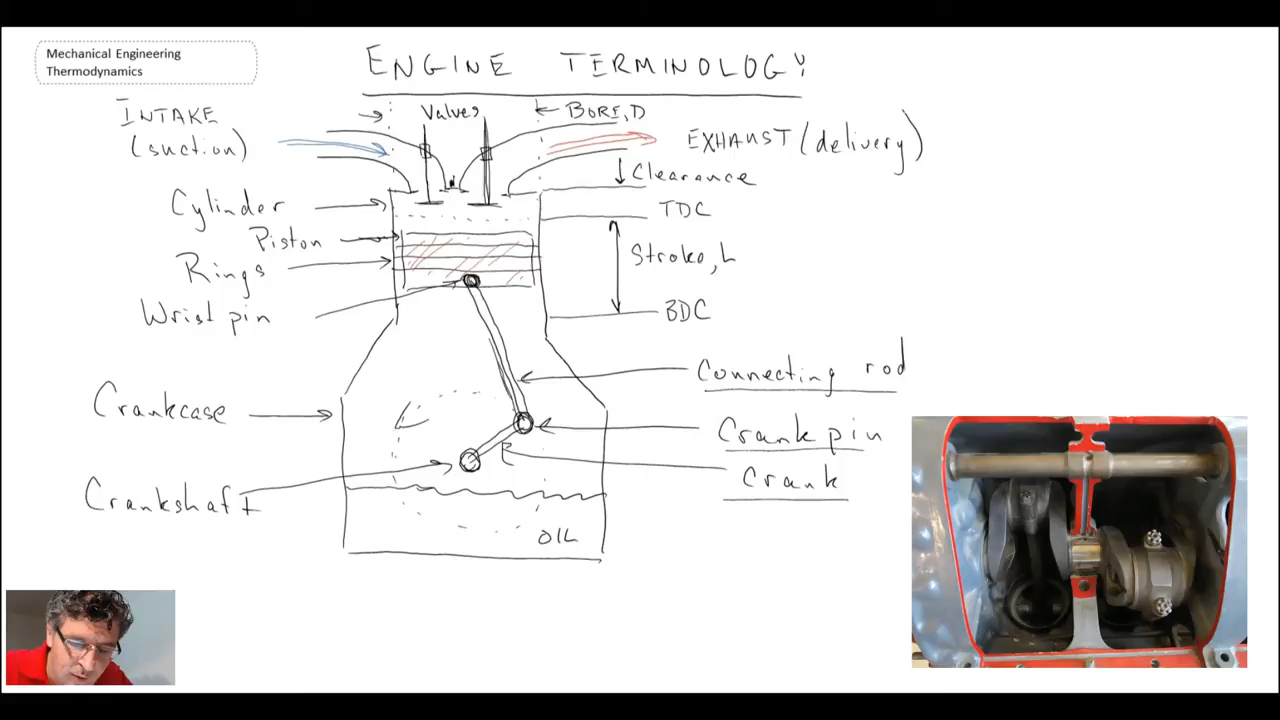 Mechanical Engineering
Thermodynamics
ENGINE TERMINOLOGY
INTAKE
(suction)
Valves
BORE, D
EXHAUST (delivery)
Clearance
Cylinder
TDC
Piston
Stroke, L
Rings
Wrist pin
BDC
Connecting rod
Crankcase
Crank pin
Crank
Crankshaft
OIL